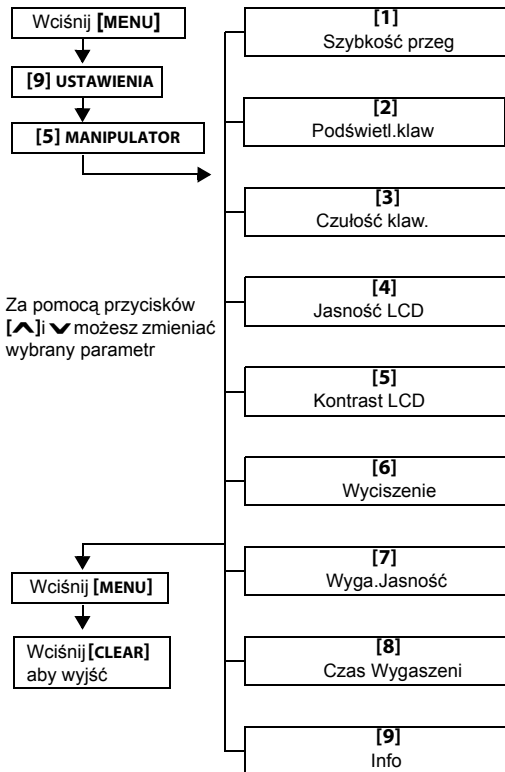 Wciśnij [MENU]
[9] USTAWIENIA
[5] MANIPULATOR
Za pomocą przycisków
[∧]i ∨ możesz zmieniać
wybrany parametr
Wciśnij [MENU]
Wciśnij [CLEAR]
aby wyjść
[1]
Szybkość przeg
[2]
Podświetl.klaw
[3]
Czułość klaw.
[4]
Jasność LCD
[5]
Kontrast LCD
[6]
Wyciszenie
[7]
Wyga.Jasność
[8]
Czas Wygaszeni
[9]
Info